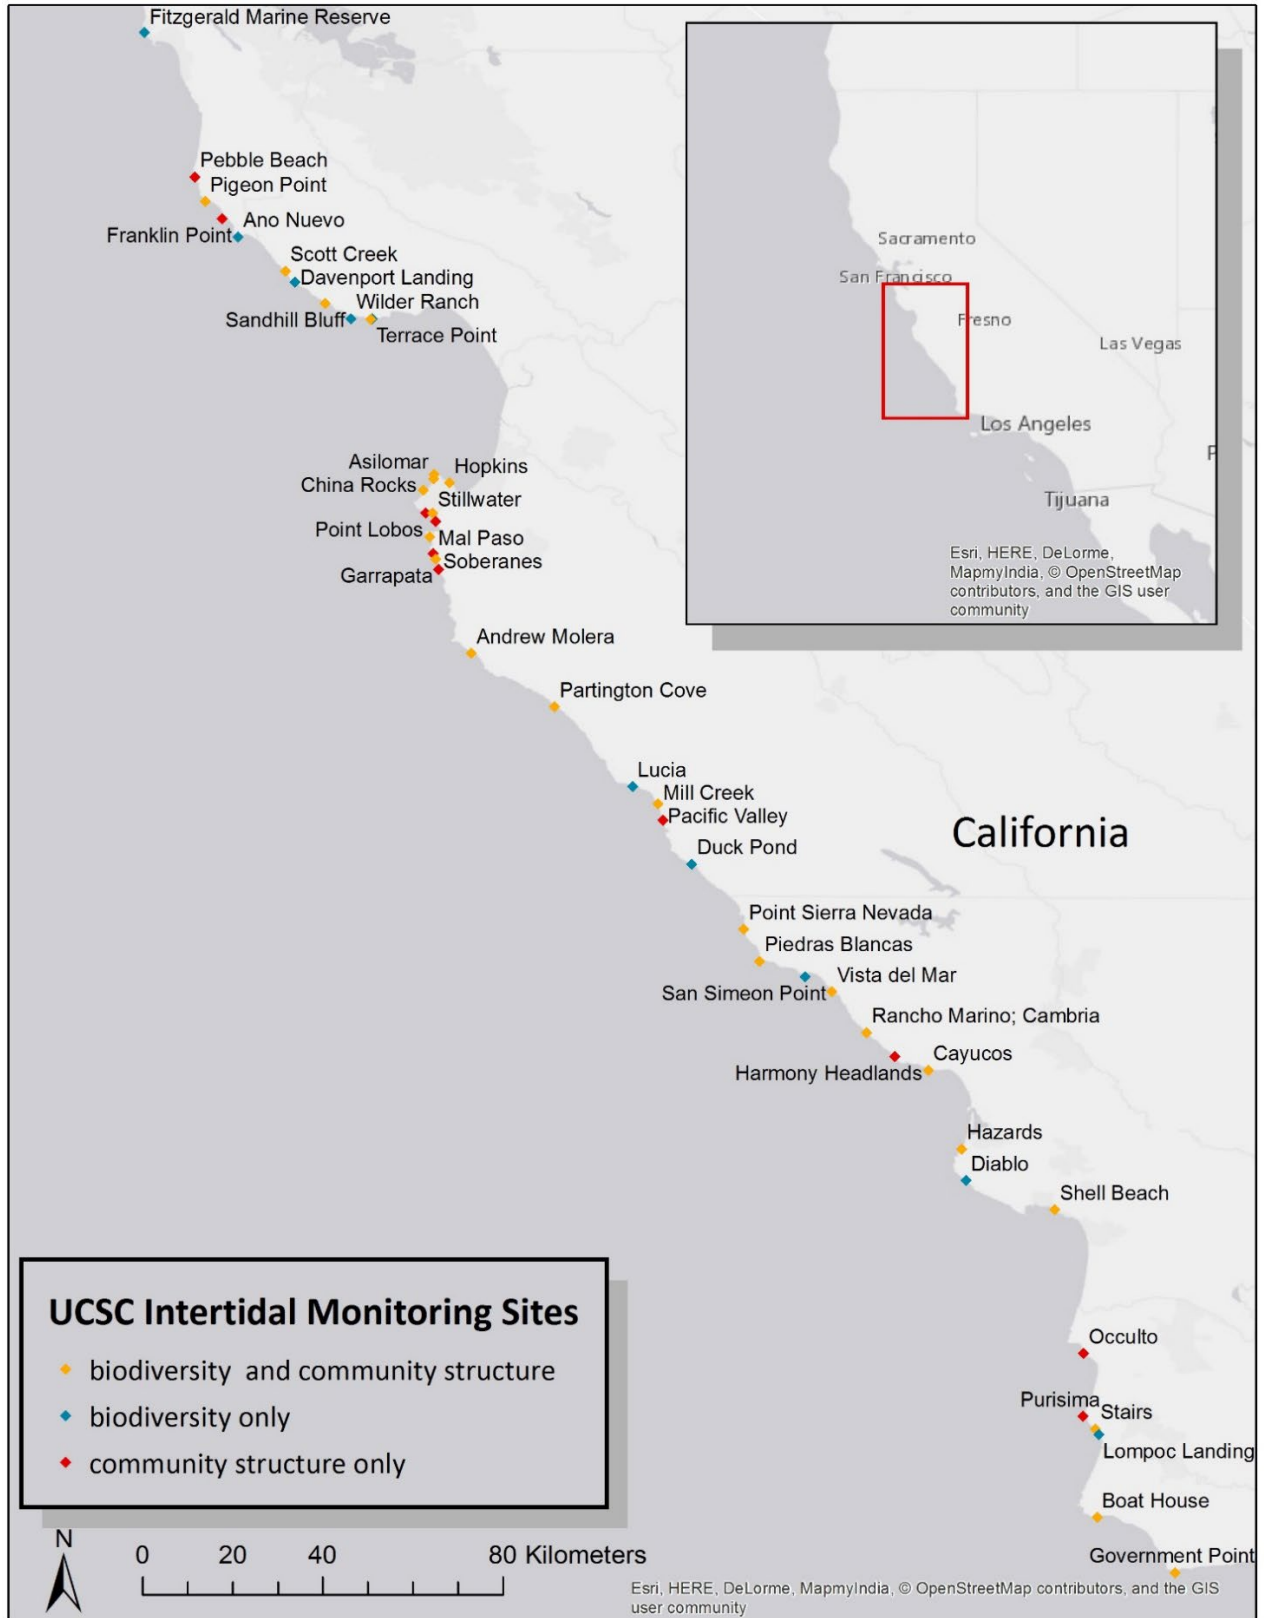 Fitzgerald Marine Reserve
Pebble Beach
Pigeon Point
Ano Nuevo
Franklin Point
Scott Creek
Davenport Landing
Wilder Ranch
Sandhill Bluff
Terrace Point
Asilomar
Hopkins
China Rocks
Stillwater
Point Lobos
Mal Paso
Soberanes
Garrapata
Andrew Molera
Partington Cove
Lucia
Mill Creek
Pacific Valley
Duck Pond
Point Sierra Nevada
Piedras Blancas
Vista del Mar
San Simeon Point
Rancho Marino; Cambria
Cayucos
Harmony Headlands
Hazards
Diablo
Shell Beach
Occulto
Purisima
Stairs
Lompoc Landing
Boat House
Government Point
California
Sacramento
San Francisco
Fresno
Las Vegas
Los Angeles
P
Tijuana
Esri, HERE, DeLorme,
MapmyIndia, © OpenStreetMap
contributors, and the GIS user
community
UCSC Intertidal Monitoring Sites
biodiversity and community structure
biodiversity only
community structure only
N
0 20 40 80 Kilometers
Esri, HERE, DeLorme, MapmyIndia, © OpenStreetMap contributors, and the GIS
user community